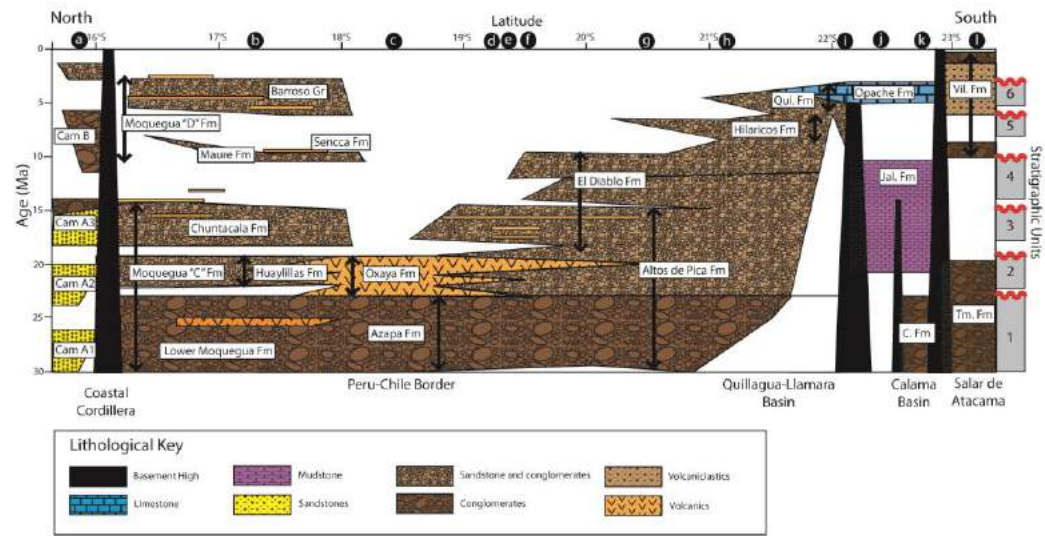 North
Latitude
South
a 16°S 17°S b 18°S c 19°S d e f 20°S g 21°S h 22°S i j k 23°S l
Age (Ma)
0
5
10
15
20
25
30
Cam B
Cam A3
Cam A2
Cam A1
Barroso Gr
Moquegua "D" Fm
Sencca Fm
Maure Fm
Chuntacala Fm
Moquegua "C" Fm
Huaylillas Fm
Oxaya Fm
Lower Moquegua Fm
Azapa Fm
El Diablo Fm
Altos de Pica Fm
Qui. Fm
Opache Fm
Hilaricos Fm
Jal. Fm
C. Fm
Vil. Fm
Tm. Fm
6
5
4
3
2
1
Stratigraphic Units
Coastal
Cordillera
Peru-Chile Border
Quillagua-Llamara
Basin
Calama
Basin
Salar de
Atacama
Lithological Key
Basement High
Mudstone
Sandstone and conglomerates
Volcaniclastics
Limestone
Sandstones
Conglomerates
Volcanics